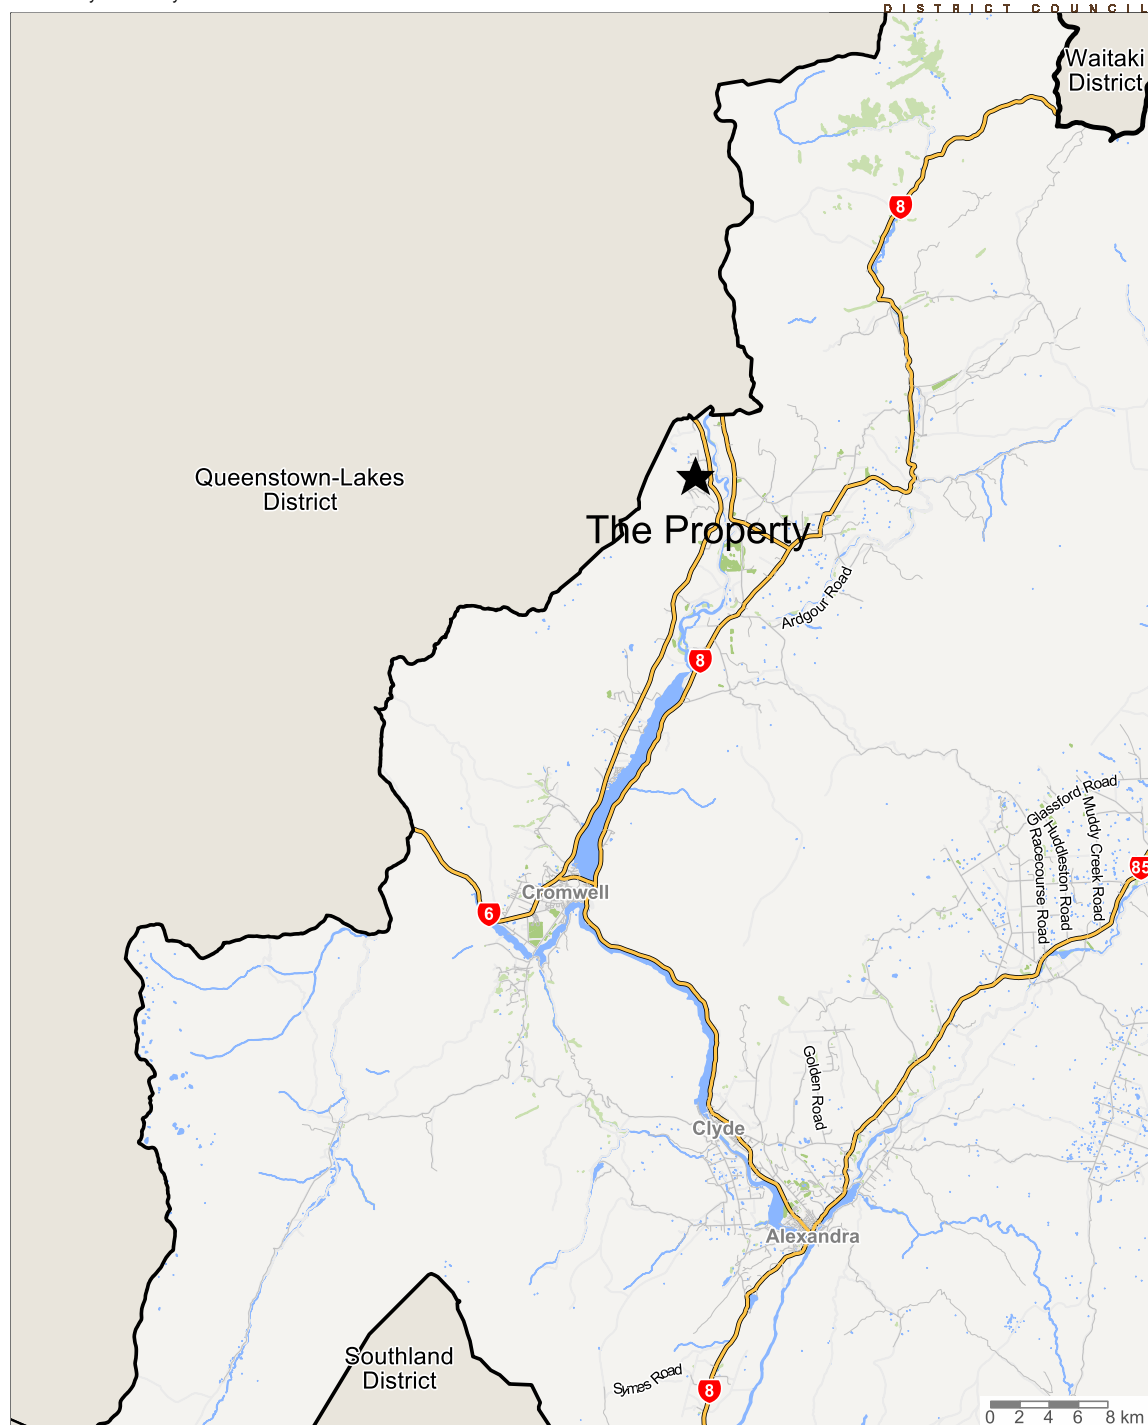 DISTRICT COUNCIL
Waitaki
District
8
Queenstown-Lakes
District
The Property
Ardgour Road
8
Glassford Road
Muddy Creek Road
Huddleston Road
Racecourse Road
85
Cromwell
6
Golden Road
Clyde
Alexandra
Southland
District
Symes Road
8
0 2 4 6 8 km